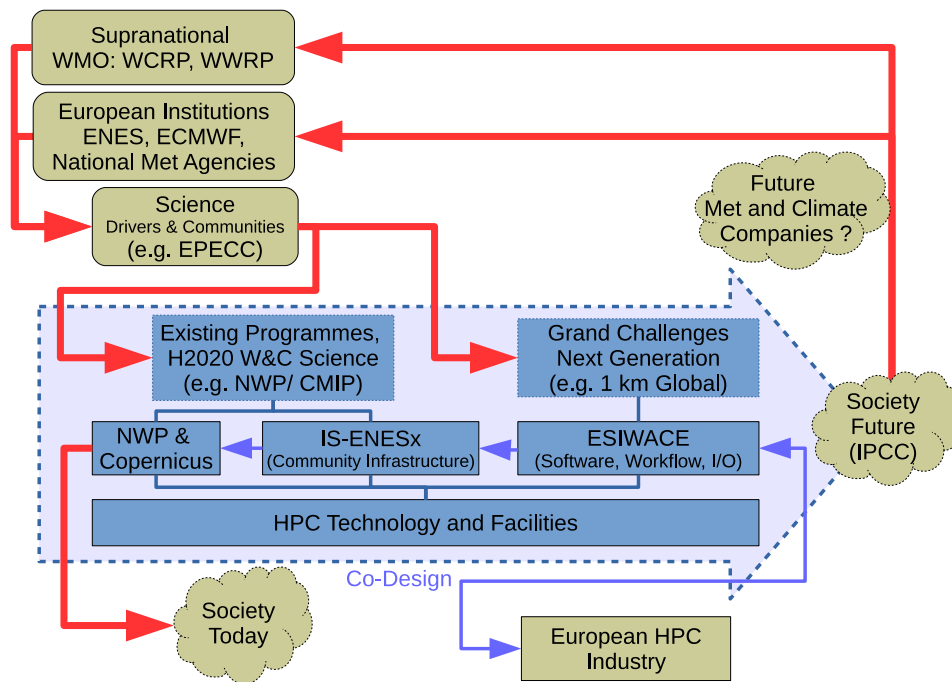 Supranational
WMO: WCRP, WWRP
European Institutions
ENES, ECMWF,
National Met Agencies
Science
Drivers & Communities
(e.g. EPECC)
Future
Met and Climate
Companies ?
Existing Programmes,
H2020 W&C Science
(e.g. NWP/ CMIP)
Grand Challenges
Next Generation
(e.g. 1 km Global)
Society
Future
(IPCC)
NWP &
Copernicus
IS-ENESx
(Community Infrastructure)
ESIWACE
(Software, Workflow, I/O)
HPC Technology and Facilities
Co-Design
Society
Today
European HPC
Industry